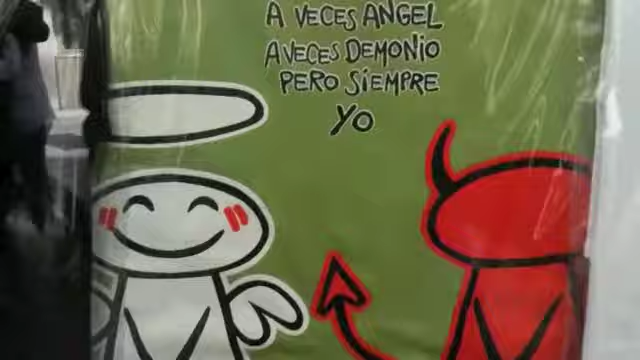 A VECES ANGEL
A VECES DEMONIO
PERO SiEMPRE
YO